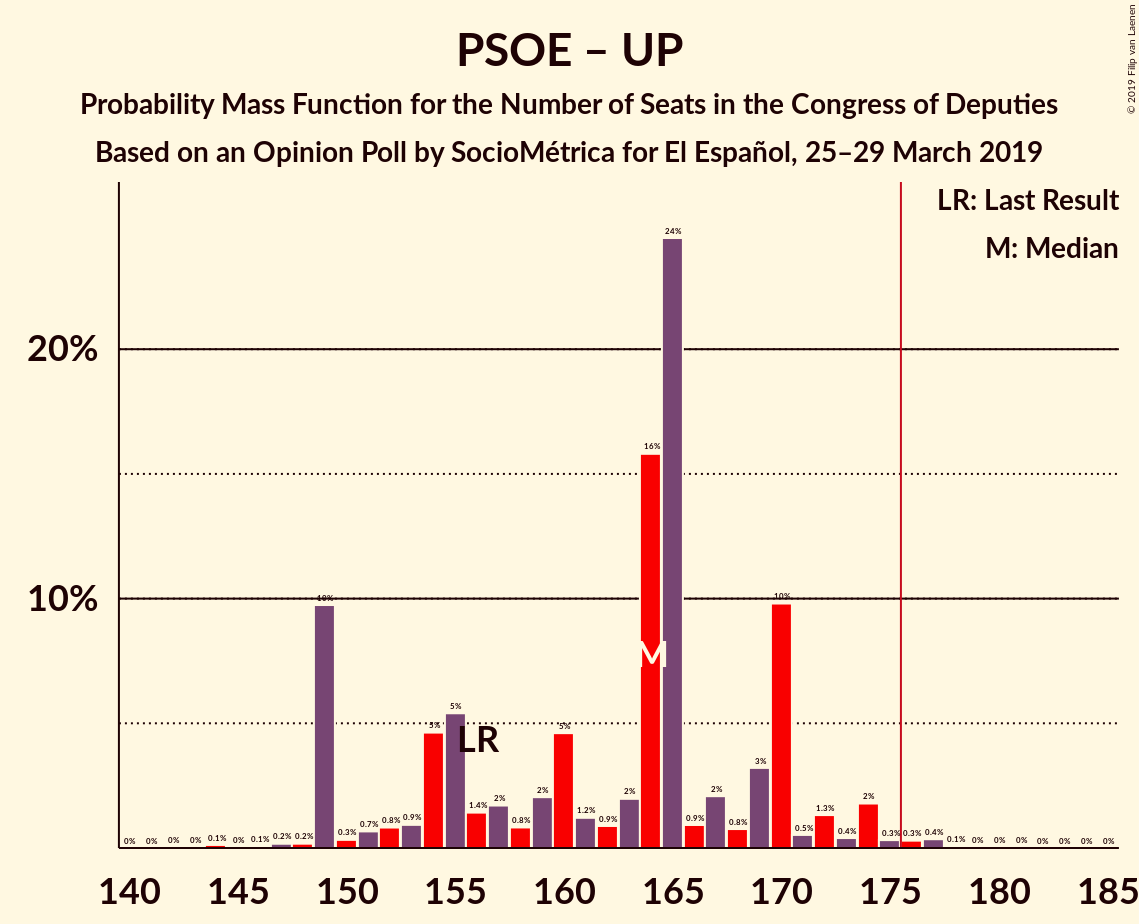 PSOE – UP
Probability Mass Function for the Number of Seats in the Congress of Deputies
Based on an Opinion Poll by SocioMétrica for El Español, 25–29 March 2019
© 2019 Filip van Laenen
LR: Last Result
M: Median
20%
10%
0% 0% 0% 0% 0.1% 0% 0.1% 0.2% 0.2% 10% 0.3% 0.7% 0.8% 0.9% 5% 5% 1.4% 2% 0.8% 2% 5% 1.2% 0.9% 2% 16% 24% 0.9% 2% 0.8% 3% 10% 0.5% 1.3% 0.4% 2% 0.3% 0.3% 0.4% 0.1% 0% 0% 0% 0% 0% 0% 0%
LR
M
140 145 150 155 160 165 170 175 180 185